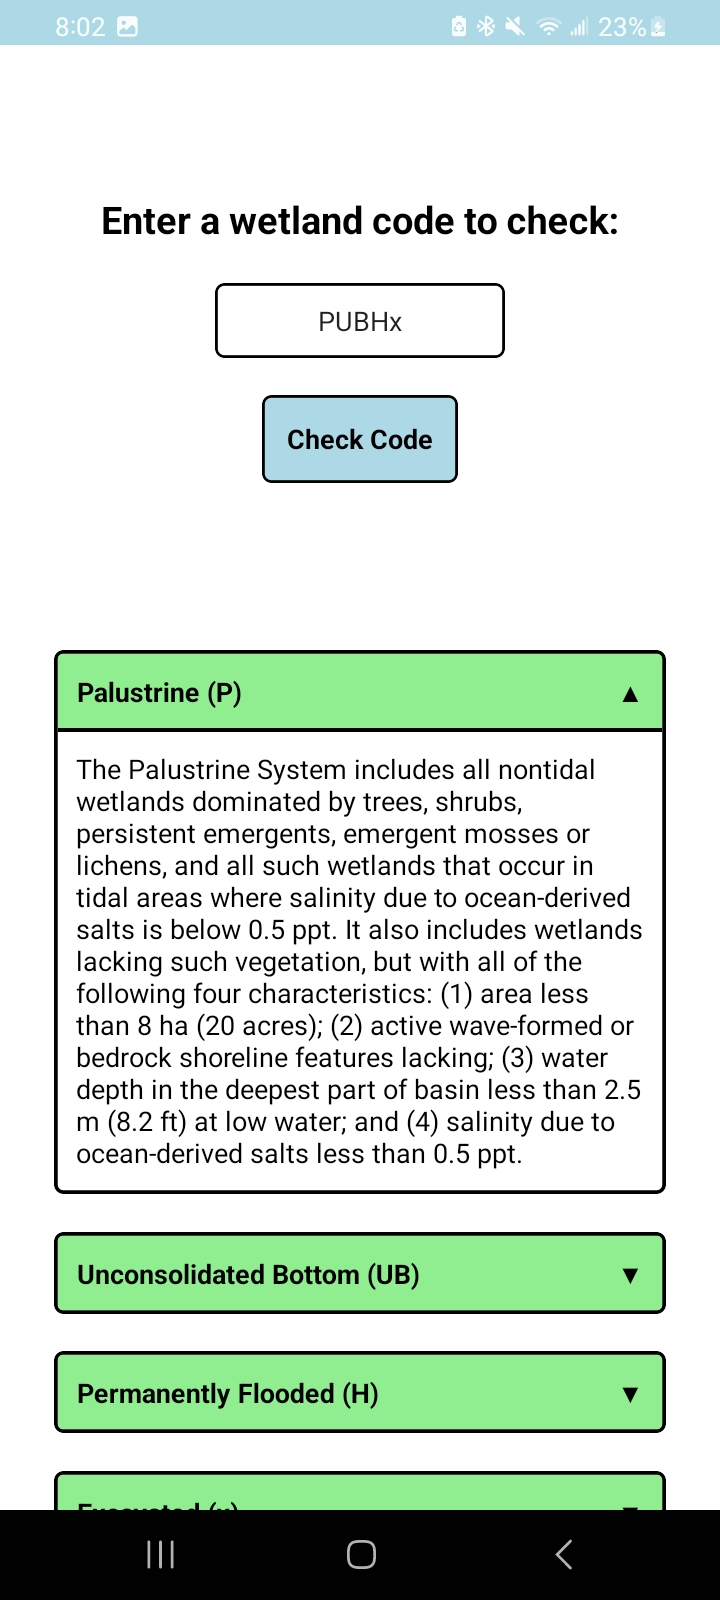 8:02
23%
Enter a wetland code to check:
PUBHx
Check Code
Palustrine (P) ▲
The Palustrine System includes all nontidal
wetlands dominated by trees, shrubs,
persistent emergents, emergent mosses or
lichens, and all such wetlands that occur in
tidal areas where salinity due to ocean-derived
salts is below 0.5 ppt. It also includes wetlands
lacking such vegetation, but with all of the
following four characteristics: (1) area less
than 8 ha (20 acres); (2) active wave-formed or
bedrock shoreline features lacking; (3) water
depth in the deepest part of basin less than 2.5
m (8.2 ft) at low water; and (4) salinity due to
ocean-derived salts less than 0.5 ppt.
Unconsolidated Bottom (UB) ▼
Permanently Flooded (H) ▼